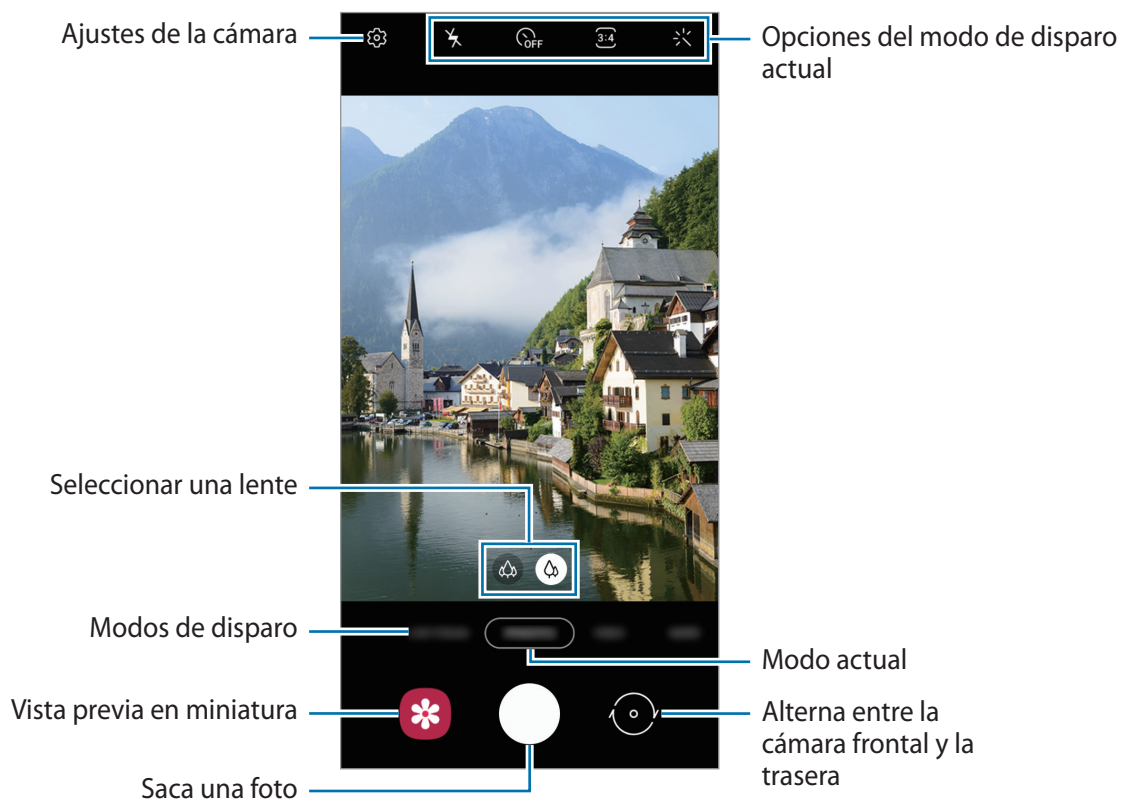 Ajustes de la cámara
OFF
3:4
Opciones del modo de disparo
actual
Seleccionar una lente
Modos de disparo
Modo actual
Vista previa en miniatura
Alterna entre la
cámara frontal y la
trasera
Saca una foto